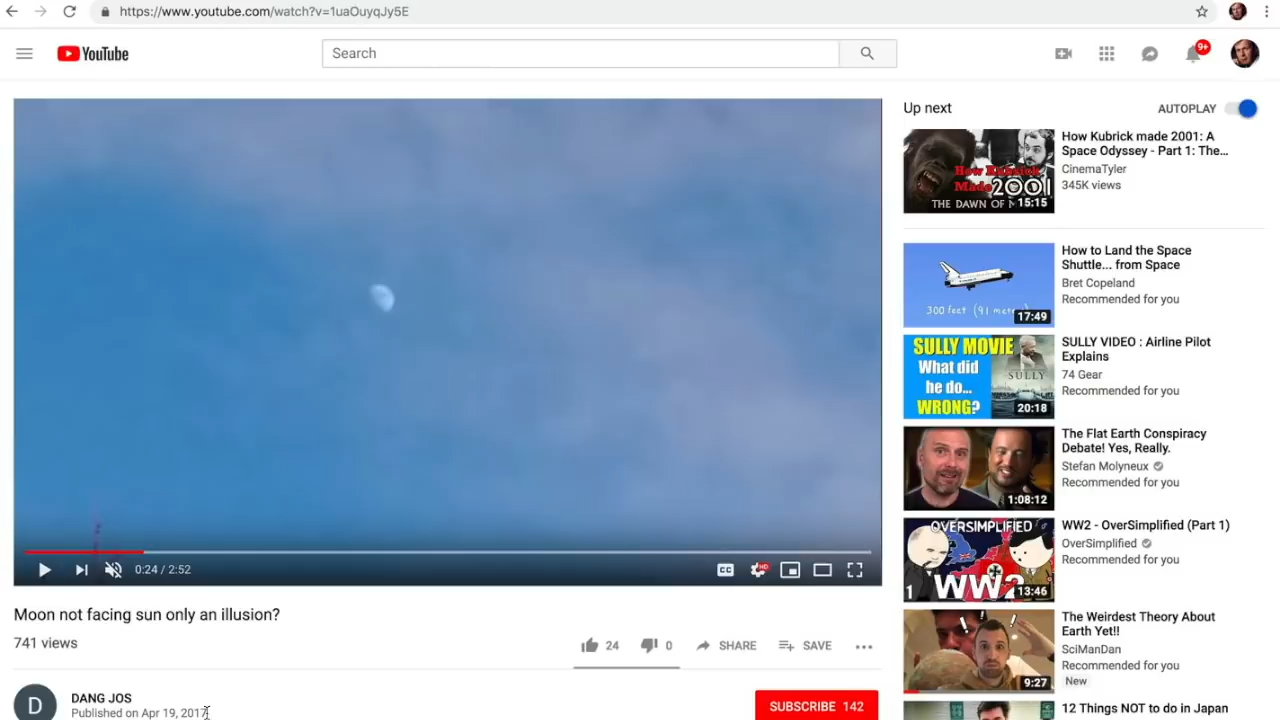 https://www.youtube.com/watch?v=1uaOuyqJy5E
YouTube
Search
9+
Up next
AUTOPLAY
How Kubrick made 2001: A
Space Odyssey - Part 1: The...
CinemaTyler
345K views
How Kubrick
Made 2001
THE DAWN OF
15:15
How to Land the Space
Shuttle... from Space
Bret Copeland
Recommended for you
300 feet (91
17:49
SULLY VIDEO : Airline Pilot
Explains
74 Gear
Recommended for you
SULLY MOVIE
What did
he do...
WRONG?
SULLY
20:18
The Flat Earth Conspiracy
Debate! Yes, Really.
Stefan Molyneux
Recommended for you
1:08:12
WW2 - OverSimplified (Part 1)
OverSimplified
Recommended for you
OVERSIMPLIFIED
WW2
1
13:46
The Weirdest Theory About
Earth Yet!!
SciManDan
Recommended for you
New
9:27
12 Things NOT to do in Japan
0:24 / 2:52
CC
HD
Moon not facing sun only an illusion?
741 views
24
0
SHARE
SAVE
D
DANG JOS
Published on Apr 19, 2017
SUBSCRIBE 142